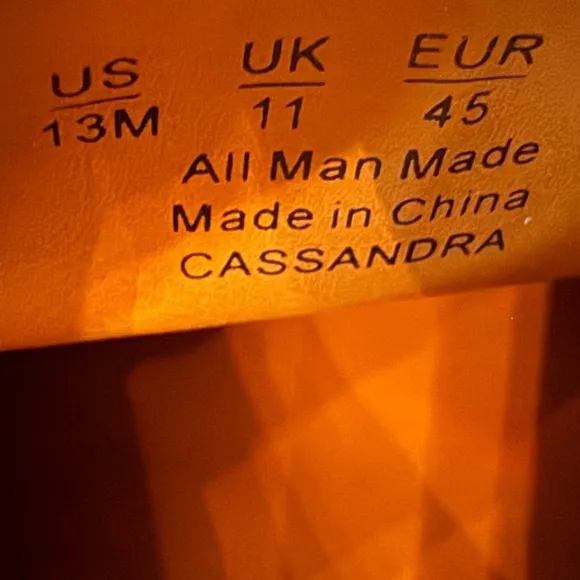 US UK EUR
13M 11 45
All Man Made
Made in China
CASSANDRA